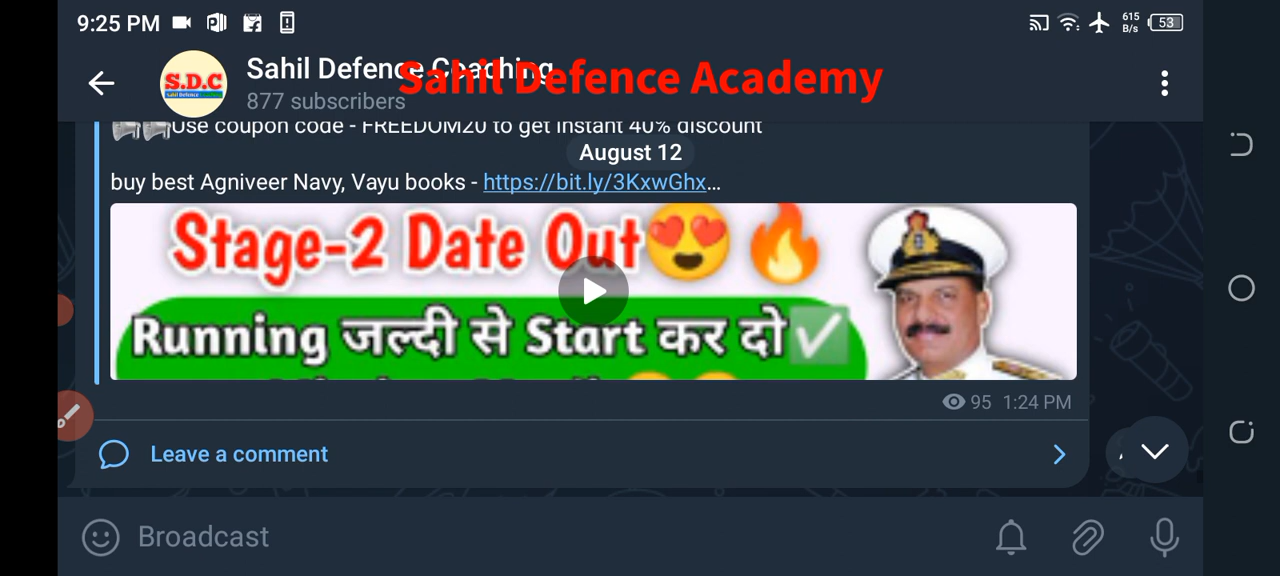 9:25 PM
615 B/s
53
S.D.C
Sahil Defence Coaching
Sahil Defence Academy
877 subscribers
Use coupon code - FREEDOM20 to get instant 40% discount
August 12
buy best Agniveer Navy, Vayu books - https://bit.ly/3KxwGhx...
Stage-2 Date Out
Running जल्दी से Start कर दो
95 1:24 PM
Leave a comment
Broadcast